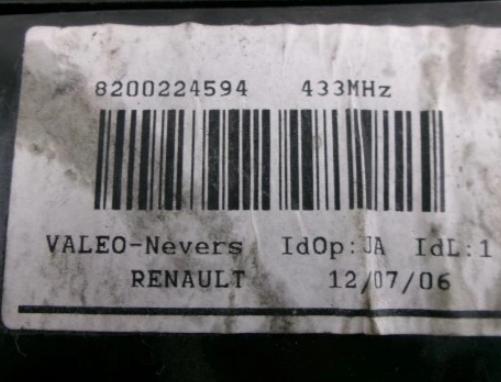 8200224594 433MHz
VALEO-Nevers IdOp:JA IdL:1
RENAULT 12/07/06